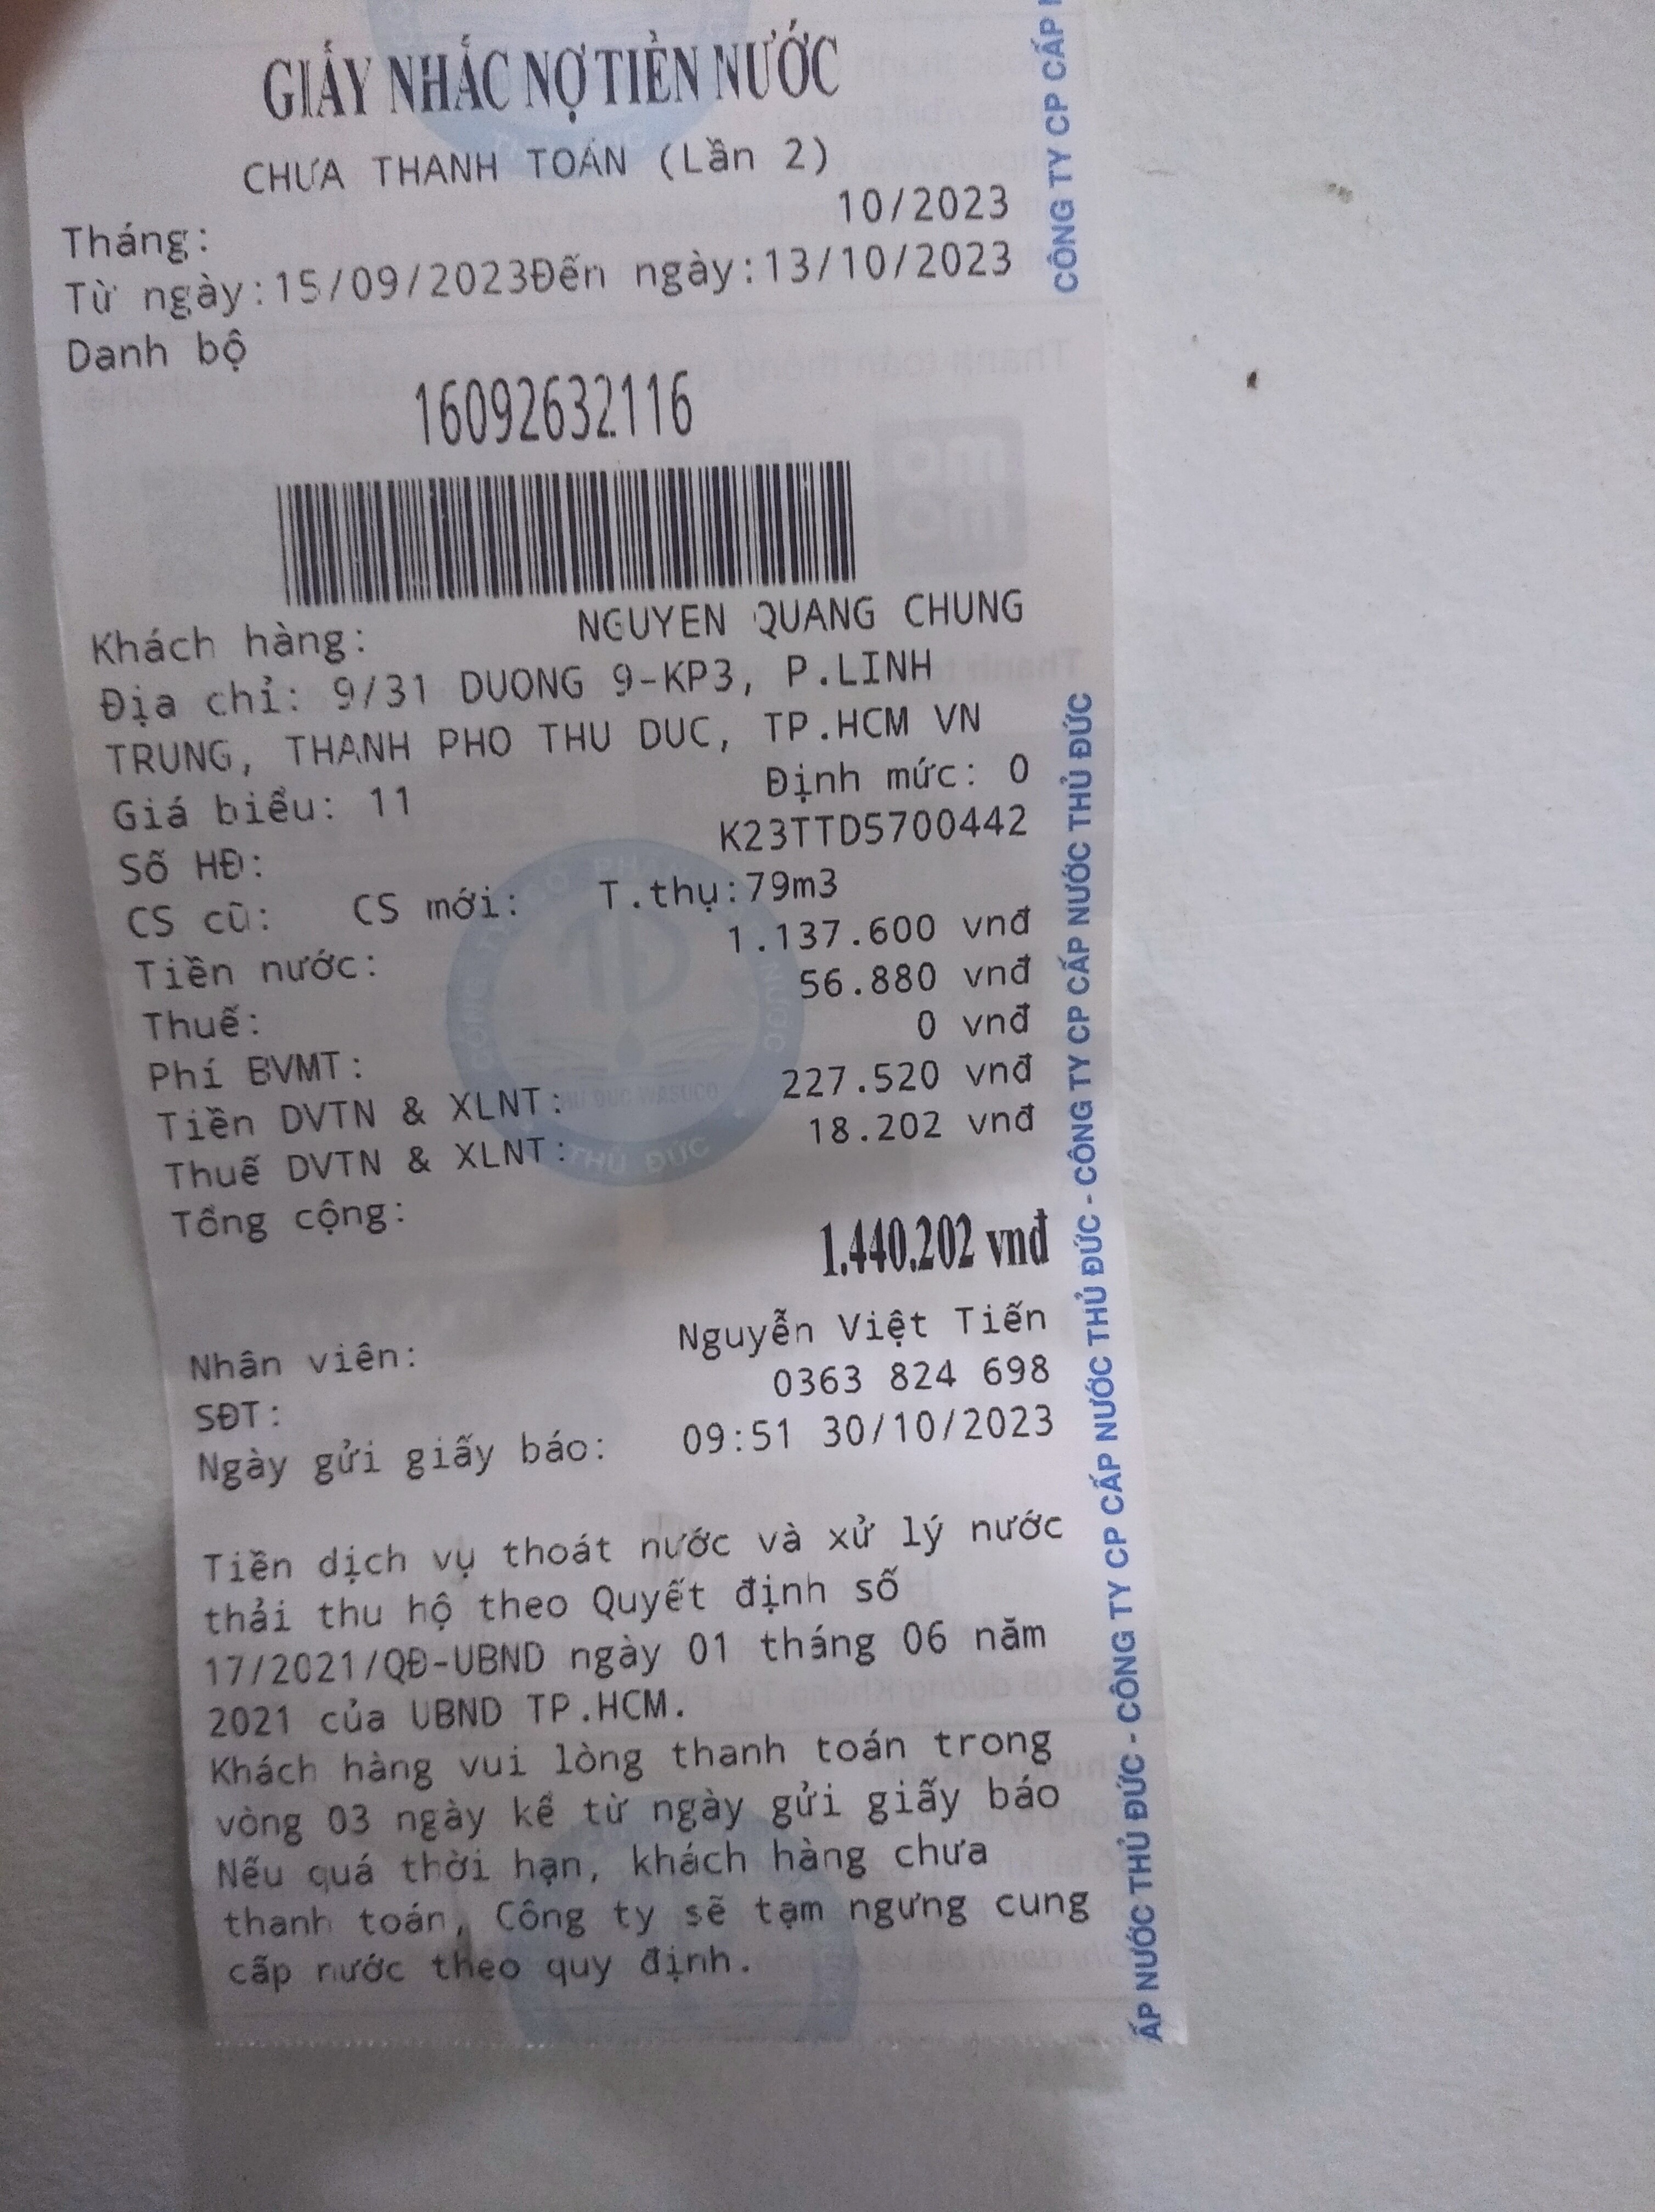 GIẤY NHẮC NỢ TIỀN NƯỚC
CHƯA THANH TOÁN (Lần 2)
Tháng: 10/2023
Từ ngày:15/09/2023Đến ngày:13/10/2023
Danh bộ
16092632116
Khách hàng: NGUYEN QUANG CHUNG
Địa chỉ: 9/31 DUONG 9-KP3, P.LINH
TRUNG, THANH PHO THU DUC, TP.HCM VN
Giá biểu: 11 Định mức: 0
Số HĐ: K23TTD5700442
CS cũ: CS mới: T.thụ:79m3
Tiền nước: 1.137.600 vnđ
Thuế: 56.880 vnđ
Phí BVMT: 0 vnđ
Tiền DVTN & XLNT: 227.520 vnđ
Thuế DVTN & XLNT: 18.202 vnđ
Tổng cộng:
1.440.202 vnđ
Nhân viên: Nguyễn Việt Tiến
SĐT: 0363 824 698
Ngày gửi giấy báo: 09:51 30/10/2023
Tiền dịch vụ thoát nước và xử lý nước
thải thu hộ theo Quyết định số
17/2021/QĐ-UBND ngày 01 tháng 06 năm
2021 của UBND TP.HCM.
Khách hàng vui lòng thanh toán trong
vòng 03 ngày kể từ ngày gửi giấy báo
Nếu quá thời hạn, khách hàng chưa
thanh toán, Công ty sẽ tạm ngưng cung
cấp nước theo quy định.
CÔNG TY CP CẤP
ẤP NƯỚC THỦ ĐỨC - CÔNG TY CP CẤP NƯỚC THỦ ĐỨC - CÔNG TY CP CẤP NƯỚC THỦ ĐỨC
THỦ ĐỨC